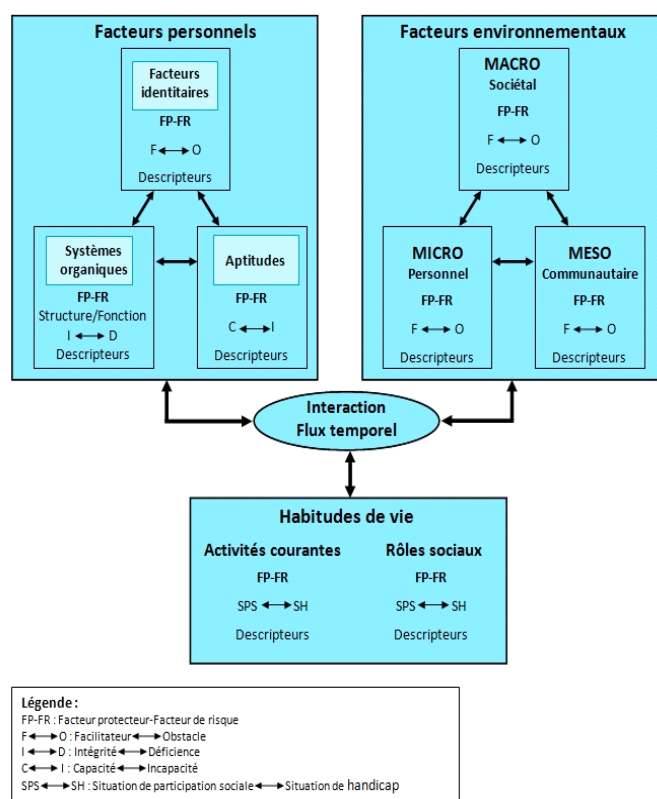 Facteurs personnels
Facteurs
identitaires
FP-FR
F ↔ O
Descripteurs
Systèmes
organiques
FP-FR
Structure/Fonction
I ↔ D
Descripteurs
Aptitudes
FP-FR
C ↔ I
Descripteurs
Facteurs environnementaux
MACRO
Sociétal
FP-FR
F ↔ O
Descripteurs
MICRO
Personnel
FP-FR
F ↔ O
Descripteurs
MESO
Communautaire
FP-FR
F ↔ O
Descripteurs
Interaction
Flux temporel
Habitudes de vie
Activités courantes
FP-FR
SPS ↔ SH
Descripteurs
Rôles sociaux
FP-FR
SPS ↔ SH
Descripteurs
Légende :
FP-FR : Facteur protecteur-Facteur de risque
F ↔ O : Facilitateur ↔ Obstacle
I ↔ D : Intégrité ↔ Déficience
C ↔ I : Capacité ↔ Incapacité
SPS ↔ SH : Situation de participation sociale ↔ Situation de handicap